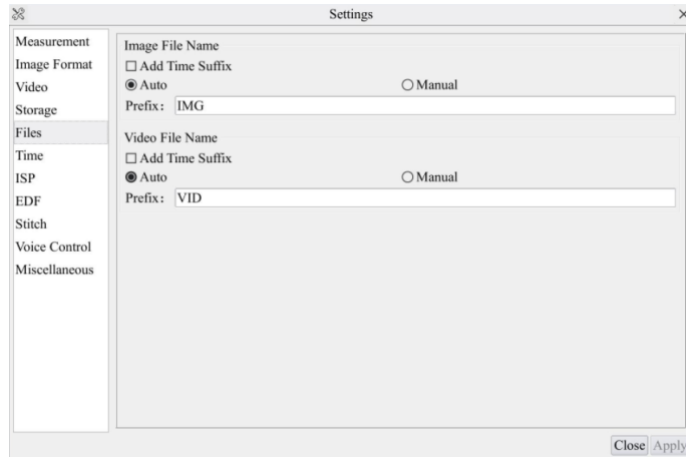 Settings
Measurement
Image Format
Video
Storage
Files
Time
ISP
EDF
Stitch
Voice Control
Miscellaneous
Image File Name
Add Time Suffix
Auto Manual
Prefix: IMG
Video File Name
Add Time Suffix
Auto Manual
Prefix: VID
Close Apply